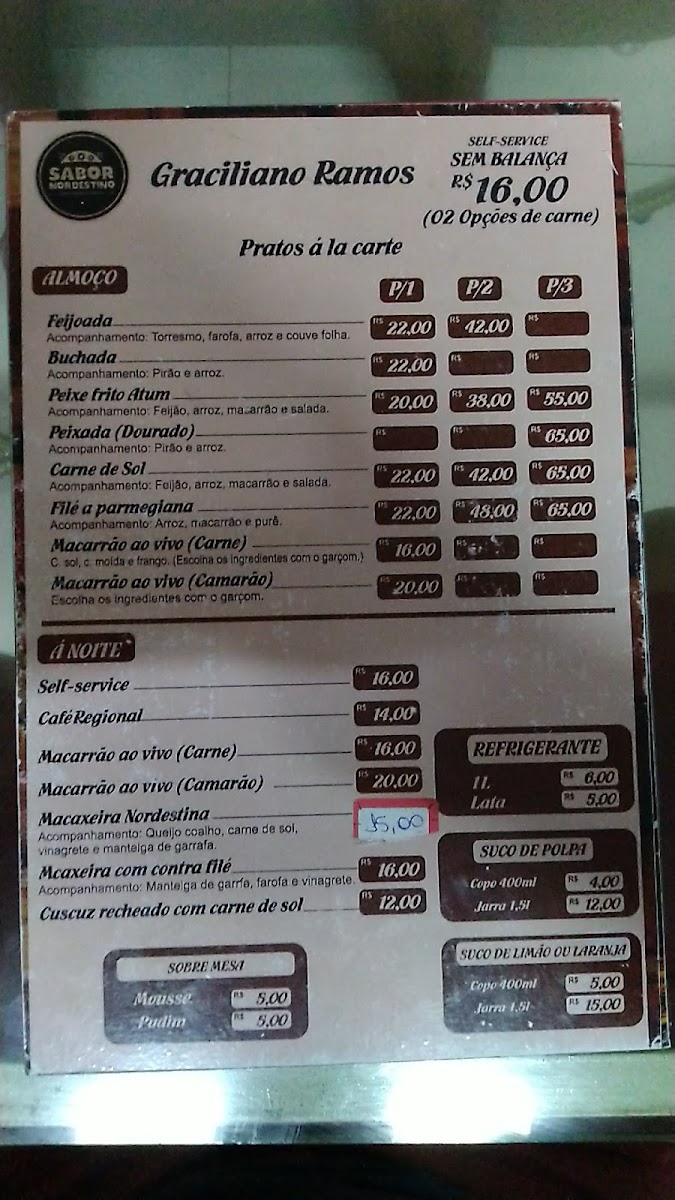 SABOR
NORDESTINO
Graciliano Ramos
SELF-SERVICE
SEM BALANÇA
R$ 16,00
(02 Opções de carne)
Pratos á la carte
ALMOÇO P/1 P/2 P/3
Feijoada R$ 22,00 R$ 42,00 R$
Acompanhamento: Torresmo, farofa, arroz e couve folha.
Buchada R$ 22,00 R$ R$
Acompanhamento: Pirão e arroz.
Peixe frito Atum R$ 20,00 R$ 38,00 R$ 55,00
Acompanhamento: Feijão, arroz, macarrão e salada.
Peixada (Dourado) R$ R$ R$ 65,00
Acompanhamento: Pirão e arroz.
Carne de Sol R$ 22,00 R$ 42,00 R$ 65,00
Acompanhamento: Feijão, arroz, macarrão e salada.
Filé a parmegiana R$ 22,00 R$ 48,00 R$ 65,00
Acompanhamento: Arroz, macarrão e purê.
Macarrão ao vivo (Carne) R$ 16,00 R$ R$
C. sol, c. moída e frango. (Escolha os ingredientes com o garçom.)
Macarrão ao vivo (Camarão) R$ 20,00 R$ R$
Escolha os ingredientes com o garçom.
Á NOITE
Self-service R$ 16,00
Café Regional R$ 14,00
Macarrão ao vivo (Carne) R$ 16,00
Macarrão ao vivo (Camarão) R$ 20,00
Macaxeira Nordestina 15,00
Acompanhamento: Queijo coalho, carne de sol,
vinagrete e manteiga de garrafa.
Mcaxeira com contra filé R$ 16,00
Acompanhamento: Manteiga de garrfa, farofa e vinagrete.
Cuscuz recheado com carne de sol R$ 12,00
REFRIGERANTE
1L R$ 6,00
Lata R$ 5,00
SUCO DE POLPA
Copo 400ml R$ 4,00
Jarra 1,5l R$ 12,00
SOBRE MESA
Mousse R$ 5,00
Pudim R$ 5,00
SUCO DE LIMÃO OU LARANJA
Copo 400ml R$ 5,00
Jarra 1,5l R$ 15,00